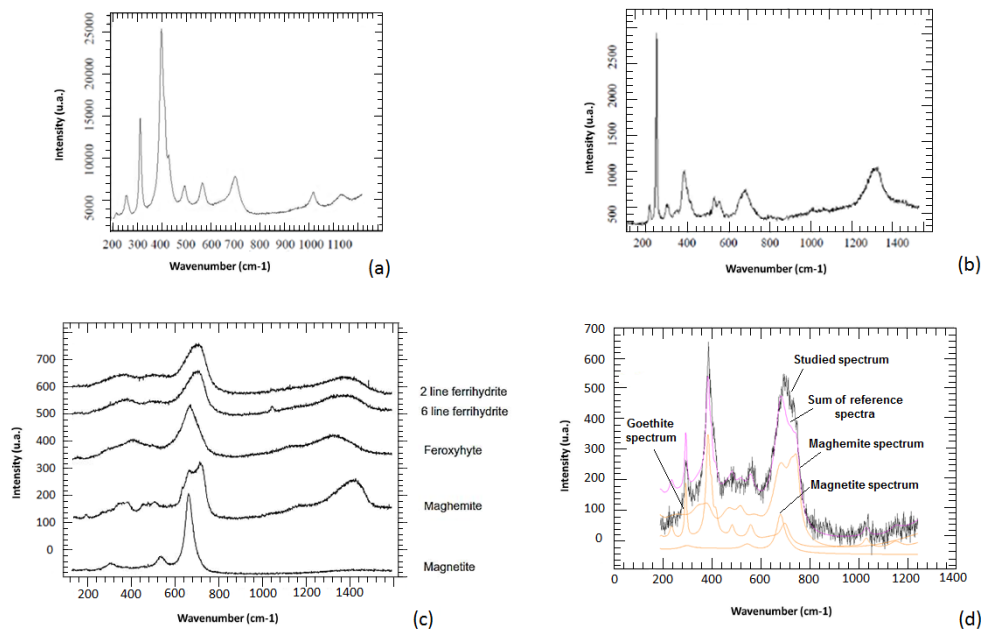 Intensity (u.a.)
25000
20000
15000
10000
5000
200 300 400 500 600 700 800 900 1000 1100
Wavenumber (cm-1)
(a)
Intensity (u.a.)
2500
2000
1500
1000
500
200 400 600 800 1000 1200 1400
Wavenumber (cm-1)
(b)
Intensity (u.a.)
700
600
500
400
300
200
100
0
2 line ferrihydrite
6 line ferrihydrite
Feroxyhyte
Maghemite
Magnetite
200 400 600 800 1000 1200 1400
Wavenumber (cm-1)
(c)
Intensity (u.a.)
700
600
500
400
300
200
100
0
Studied spectrum
Sum of reference
spectra
Goethite
spectrum
Maghemite spectrum
Magnetite spectrum
0 200 400 600 800 1000 1200 1400
Wavenumber (cm-1)
(d)